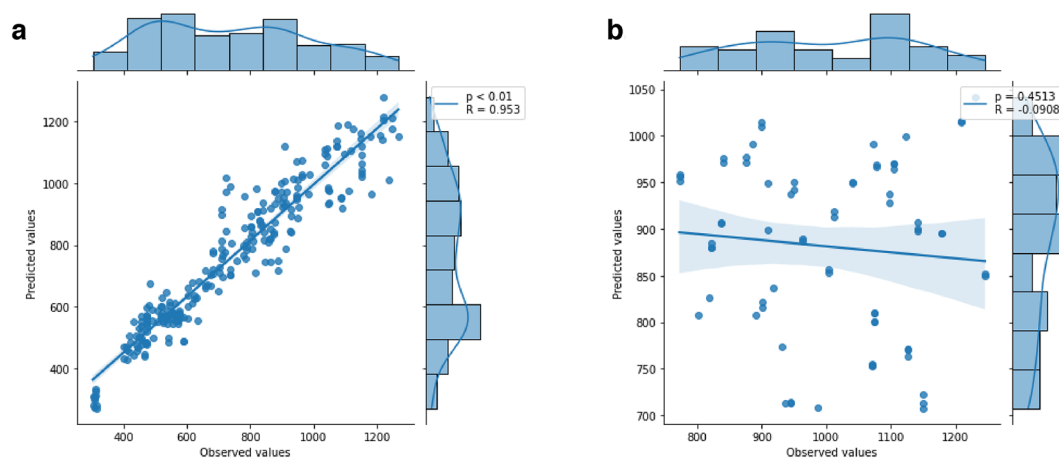 a
p < 0.01
R = 0.953
1200
1000
800
600
400
Predicted values
400 600 800 1000 1200
Observed values
b
p = 0.4513
R = -0.0908
1050
1000
950
900
850
800
750
700
Predicted values
800 900 1000 1100 1200
Observed values